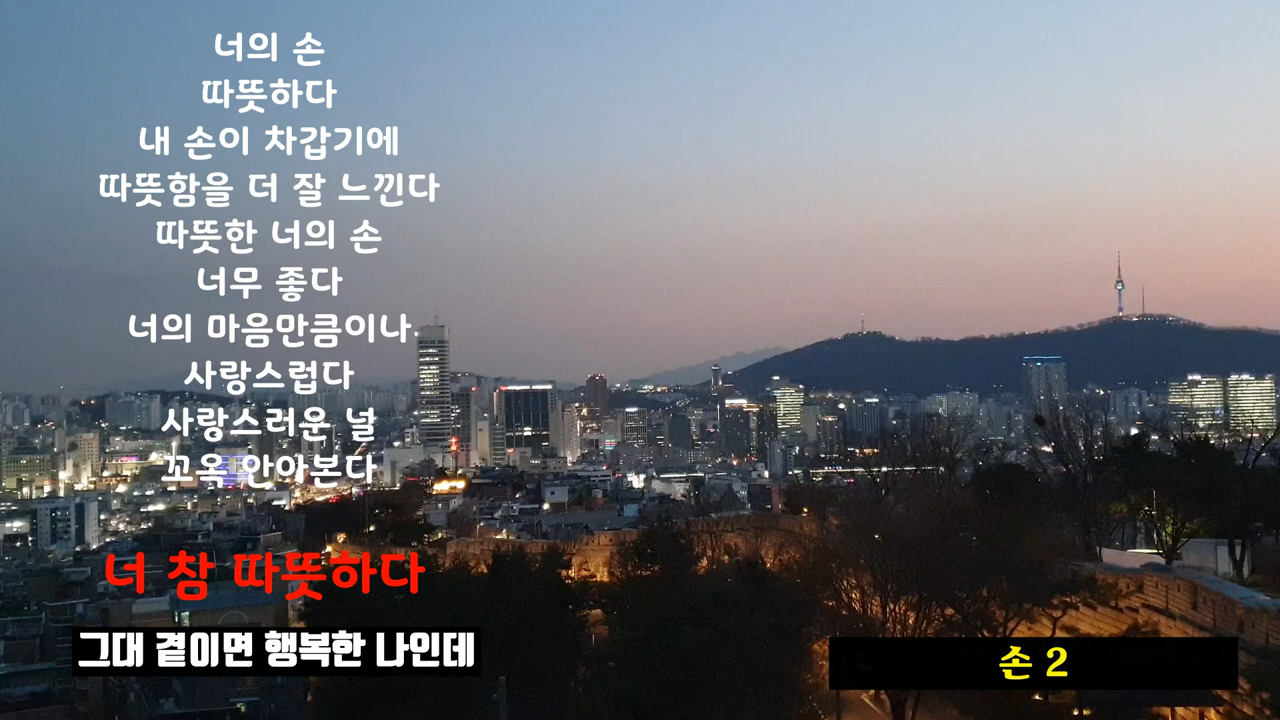 너의 손
따뜻하다
내 손이 차갑기에
따뜻함을 더 잘 느낀다
따뜻한 너의 손
너무 좋다
너의 마음만큼이나
사랑스럽다
사랑스러운 널
꼬옥 안아본다
너 참 따뜻하다
그대 곁이면 행복한 나인데
손 2